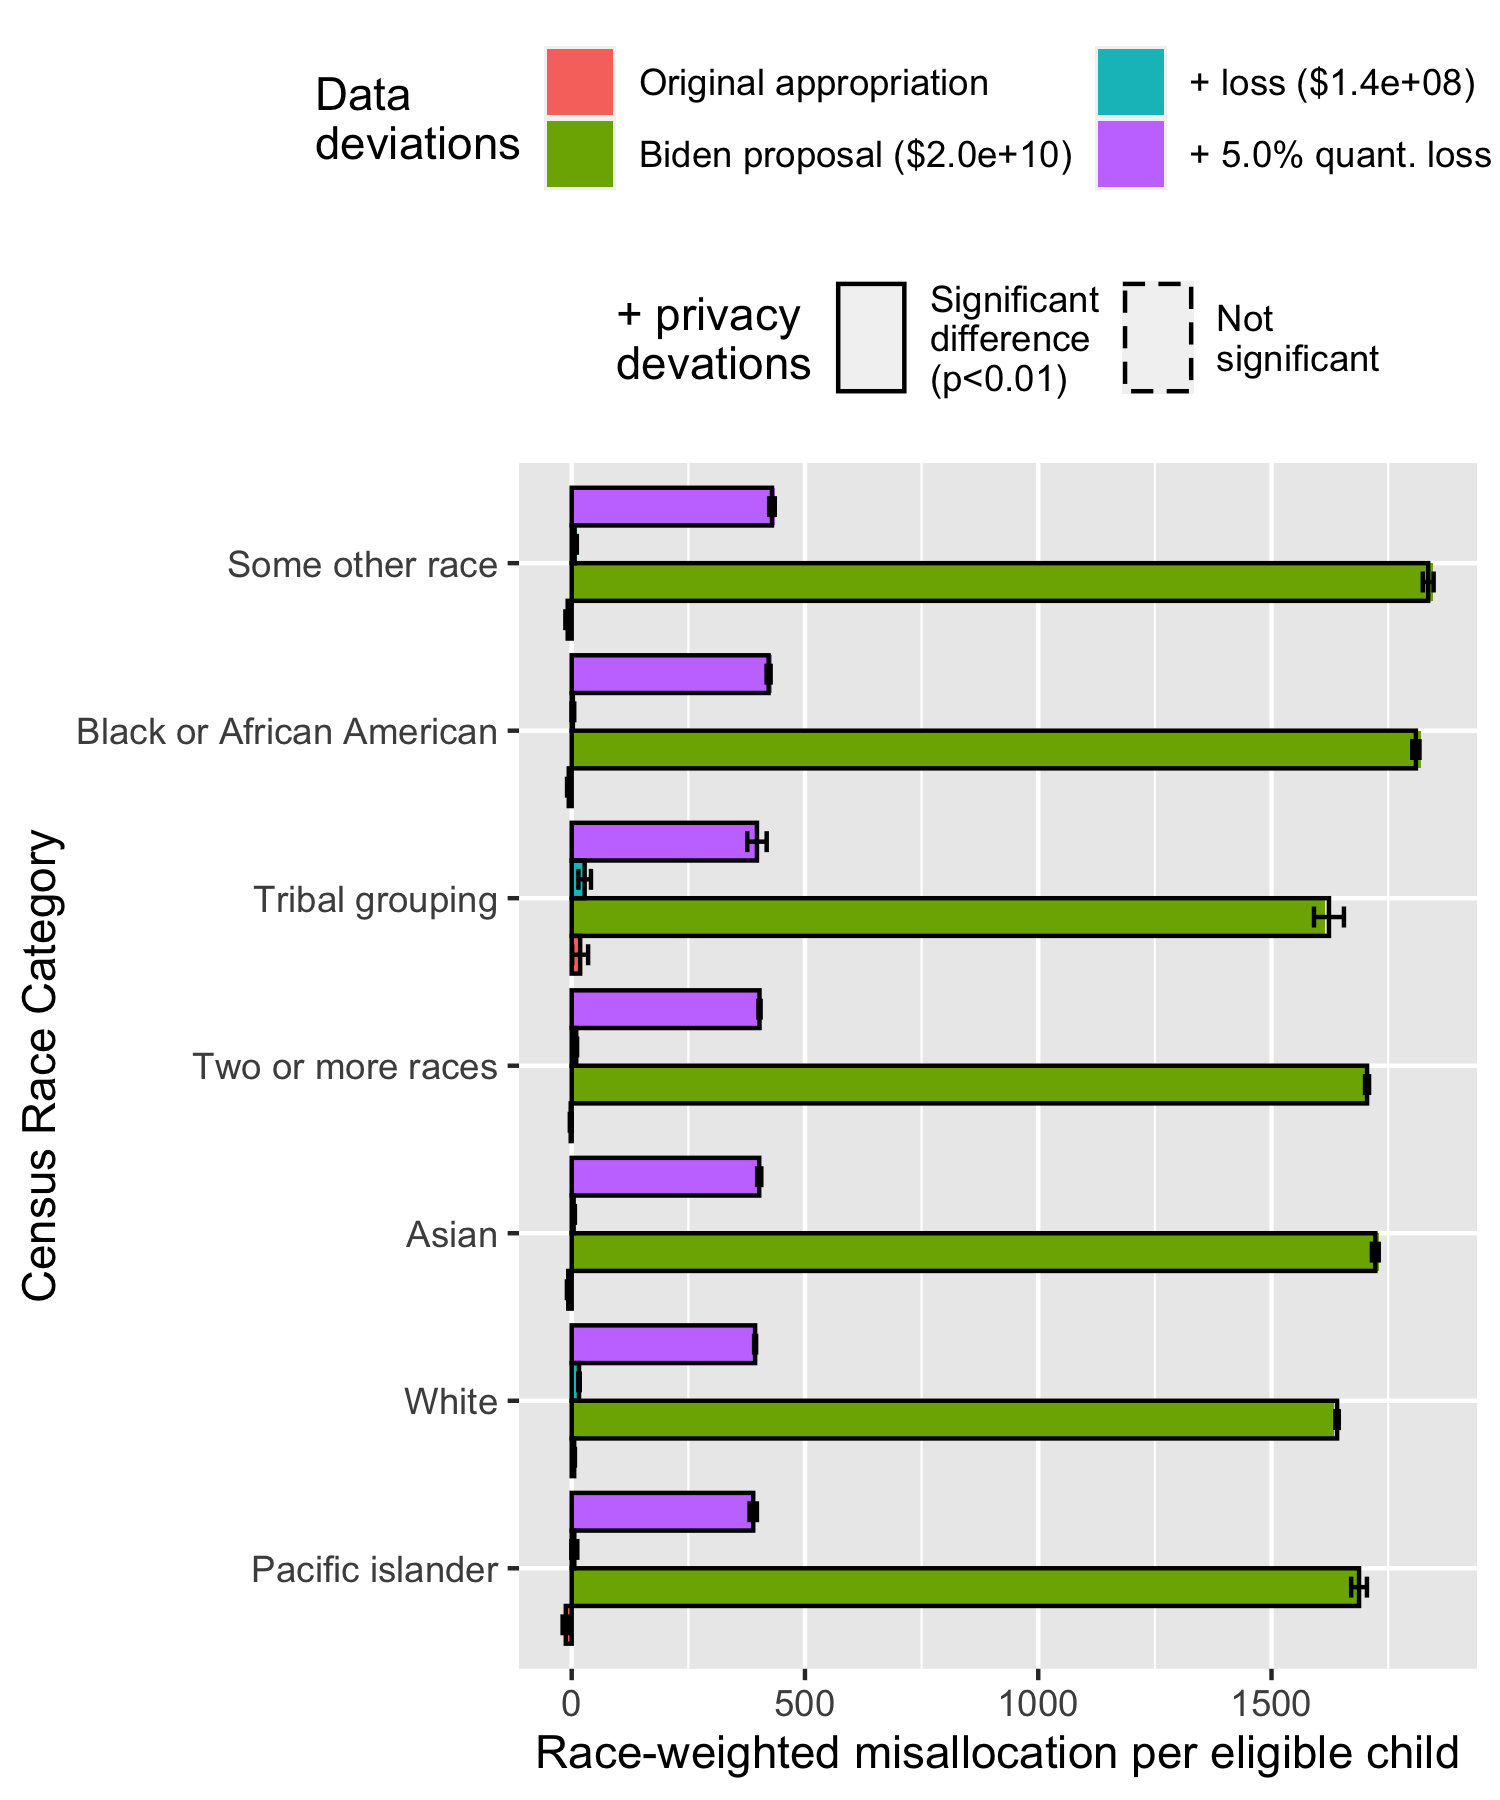 Data
deviations
Original appropriation
Biden proposal ($2.0e+10)
+ loss ($1.4e+08)
+ 5.0% quant. loss
+ privacy
devations
Significant
difference
(p<0.01)
Not
significant
Census Race Category
Some other race
Black or African American
Tribal grouping
Two or more races
Asian
White
Pacific islander
0 500 1000 1500
Race-weighted misallocation per eligible child